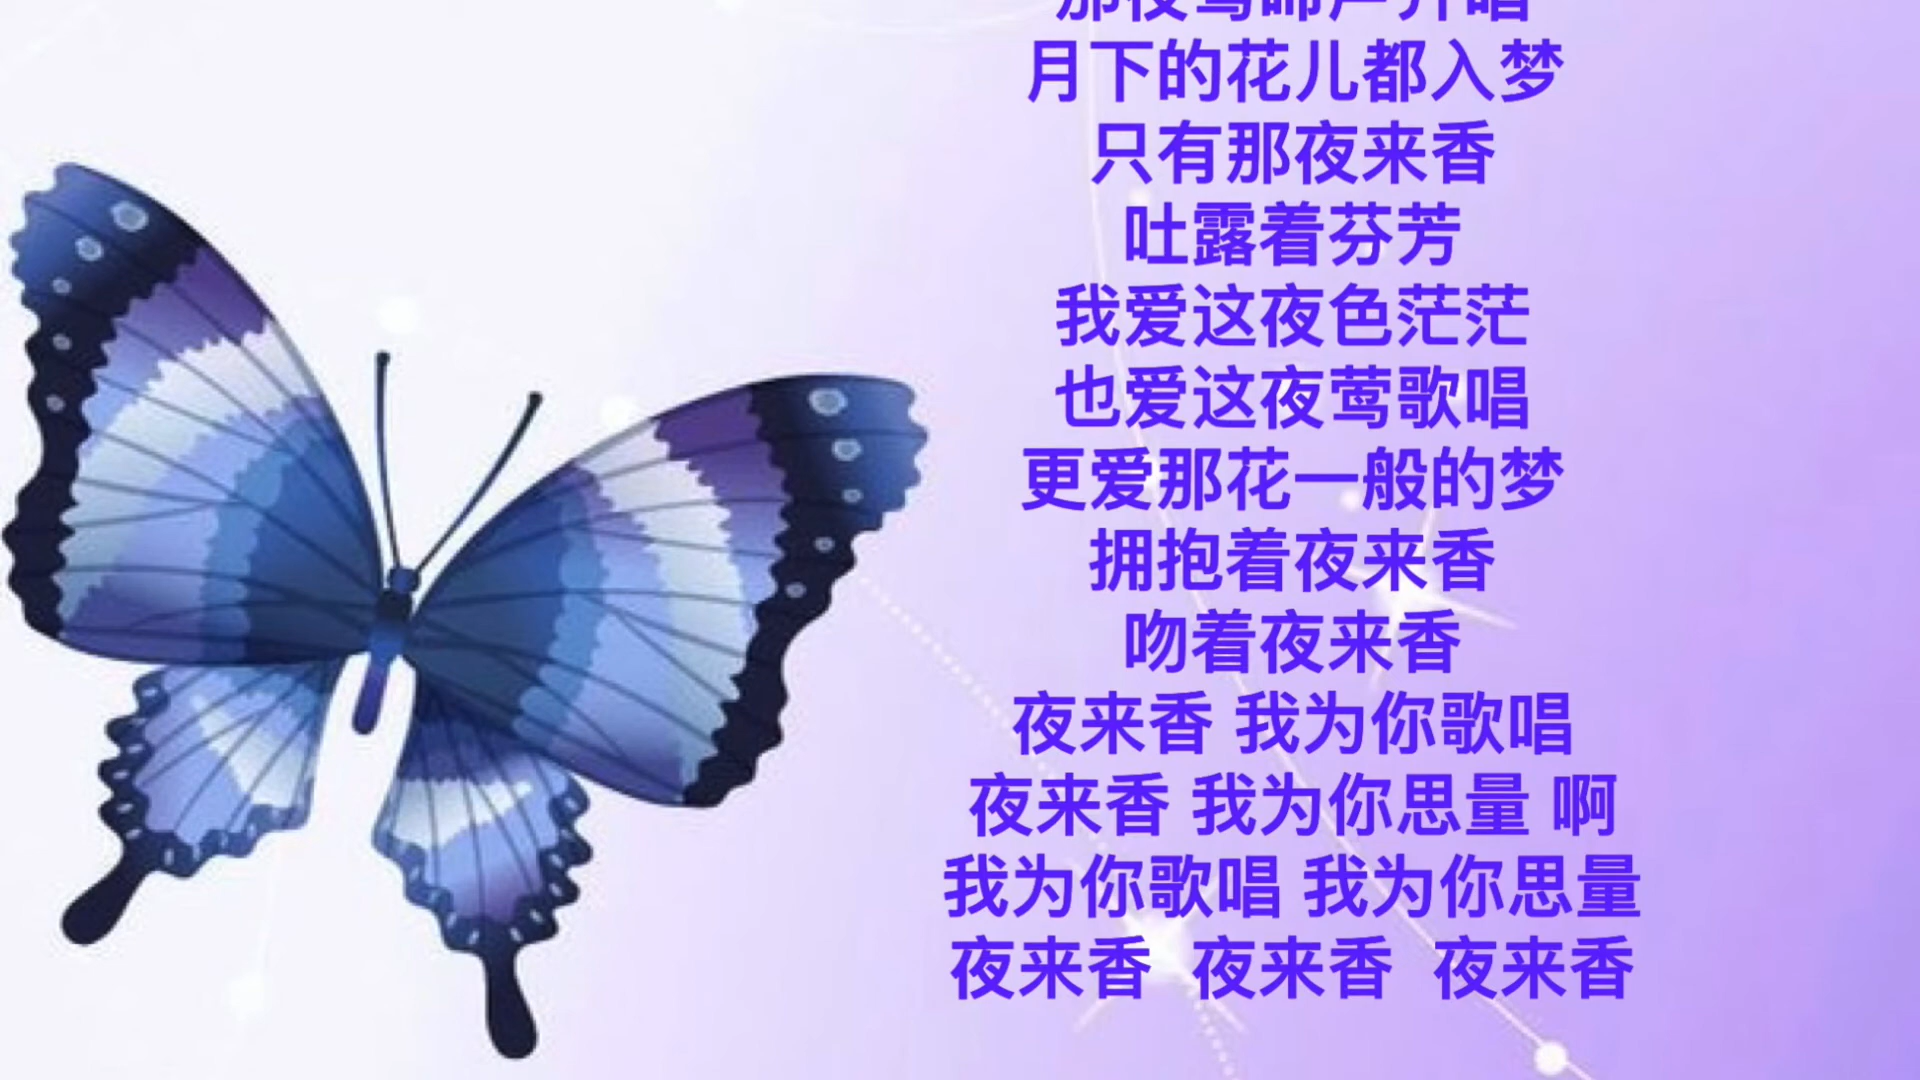 月下的花儿都入梦
只有那夜来香
吐露着芬芳
我爱这夜色茫茫
也爱这夜莺歌唱
更爱那花一般的梦
拥抱着夜来香
吻着夜来香
夜来香 我为你歌唱
夜来香 我为你思量 啊
我为你歌唱 我为你思量
夜来香 夜来香 夜来香